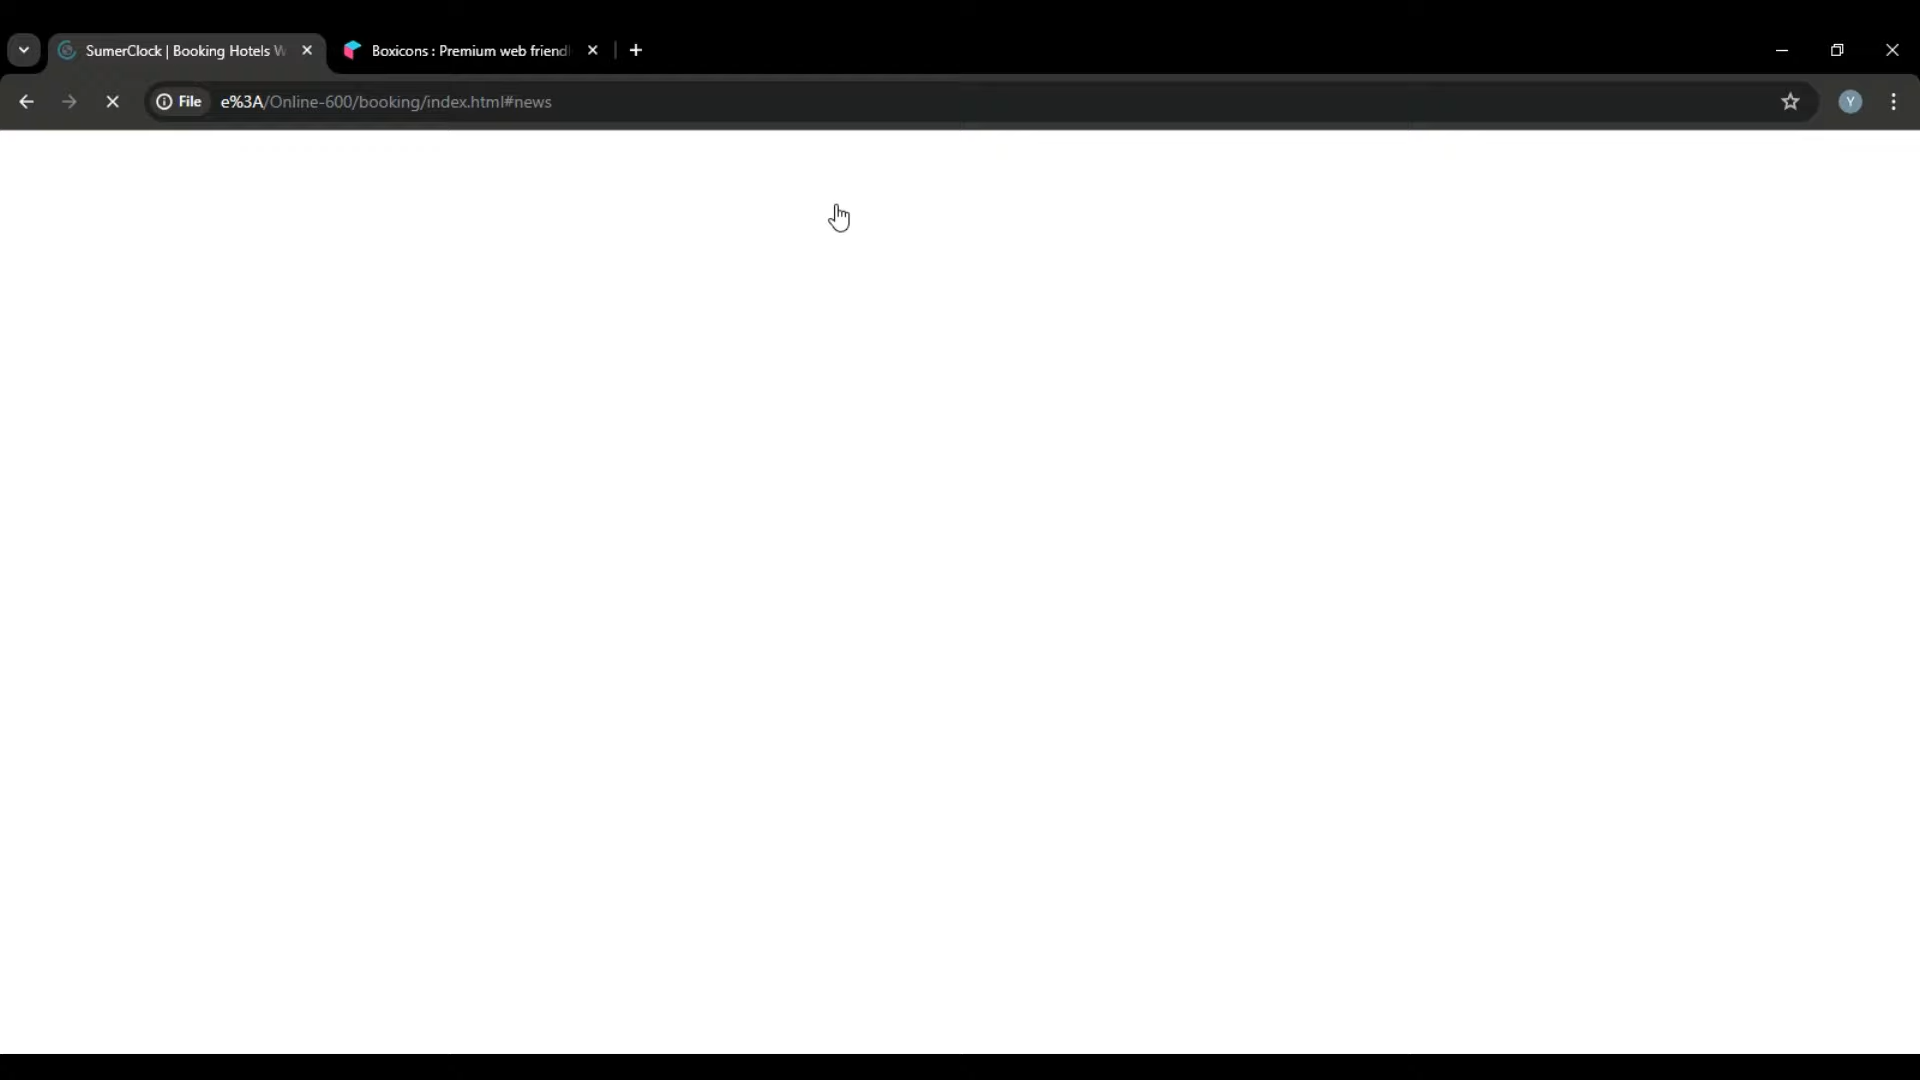 SumerClock | Booking Hotels W
Boxicons : Premium web friend
File
e%3A/Online-600/booking/index.html#news
Y